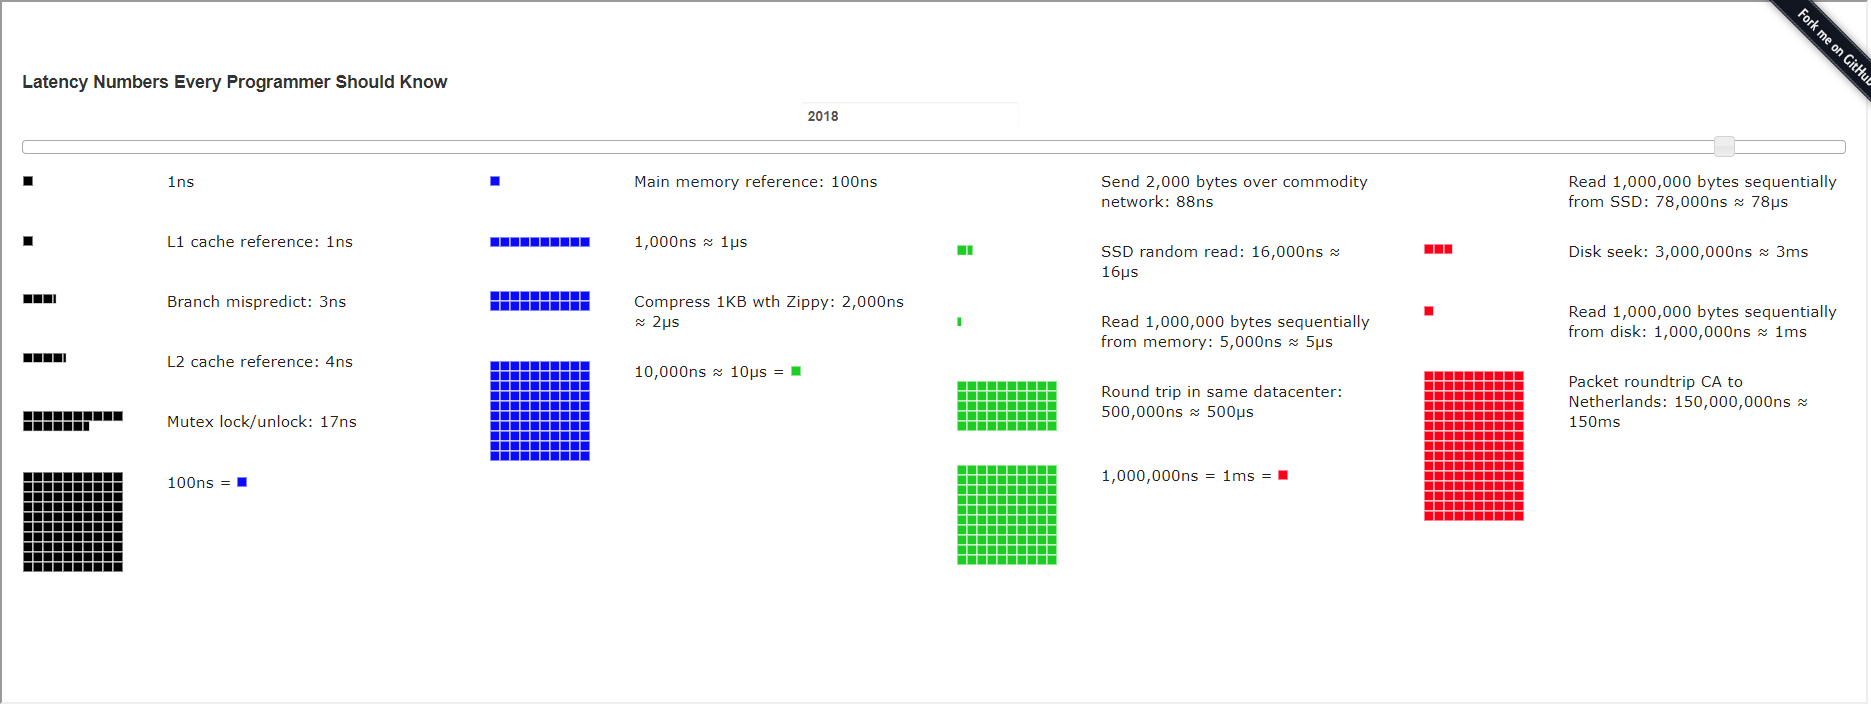 Fork me on GitHub
Latency Numbers Every Programmer Should Know
2018
1ns
L1 cache reference: 1ns
Branch mispredict: 3ns
L2 cache reference: 4ns
Mutex lock/unlock: 17ns
100ns =
Main memory reference: 100ns
1,000ns ≈ 1μs
Compress 1KB wth Zippy: 2,000ns
≈ 2μs
10,000ns ≈ 10μs =
Send 2,000 bytes over commodity
network: 88ns
SSD random read: 16,000ns ≈
16μs
Read 1,000,000 bytes sequentially
from memory: 5,000ns ≈ 5μs
Round trip in same datacenter:
500,000ns ≈ 500μs
1,000,000ns = 1ms =
Read 1,000,000 bytes sequentially
from SSD: 78,000ns ≈ 78μs
Disk seek: 3,000,000ns ≈ 3ms
Read 1,000,000 bytes sequentially
from disk: 1,000,000ns ≈ 1ms
Packet roundtrip CA to
Netherlands: 150,000,000ns ≈
150ms